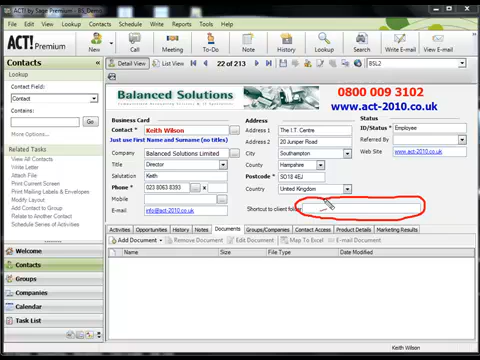 ACT! by Sage Premium - BS_Demo
File Edit View Lookup Contacts Schedule Write Reports Tools Help
ACT! Premium
New Call Meeting To-Do Note History Lookup Search Write E-Mail View E-Mail
Contacts
Detail View List View 22 of 213 BSL2
Lookup
Contact Field:
Contact
Contains:
Go
More Options...
Related Tasks
View All Contacts
Write Letter
Attach File
Print Current Screen
Print Mailing Labels & Envelopes
Modify Layout
Add Contact to Group
Relate to Another Contact
Schedule Series of Activities
Welcome
Contacts
Groups
Companies
Calendar
Task List
Balanced Solutions
0800 009 3102
www.act-2010.co.uk
Business Card
Contact * Keith Wilson
Just use First Name and Surname (no titles)
Company Balanced Solutions Limited
Title Director
Salutation Keith
Phone * 023 8063 8393 x
Mobile
E-mail info@act-2010.co.uk
Address
Address 1 The I.T. Centre
Address 2 20 Juniper Road
City Southampton
County Hampshire
Postcode * SO18 4EJ
Country United Kingdom
Shortcut to client folder
Status
ID/Status * Employee
Referred By
Web Site www.act-2010.co.uk
Activities Opportunities History Notes Documents Groups/Companies Contact Access Product Details Marketing Results
Add Document Remove Document Edit Document Map To Excel Add Sales Literature
Name Size File Type Date Modified
Keith Wilson